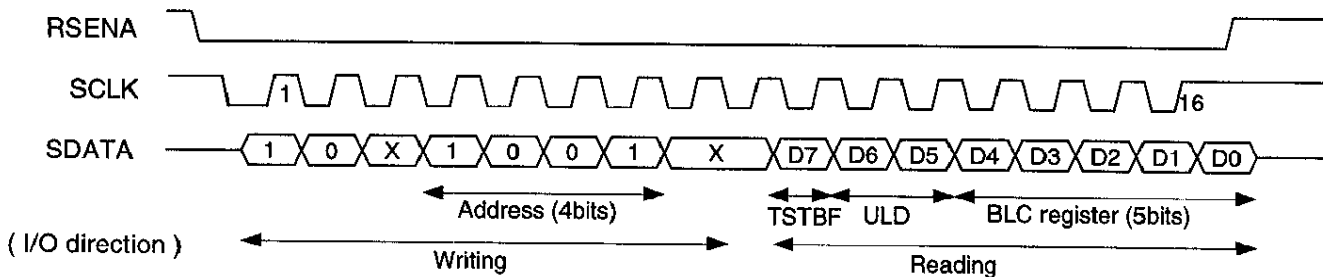 RSENA
SCLK 1 16
SDATA 1 0 X 1 0 0 1 X D7 D6 D5 D4 D3 D2 D1 D0
Address (4bits) TSTBF ULD BLC register (5bits)
( I/O direction ) Writing Reading